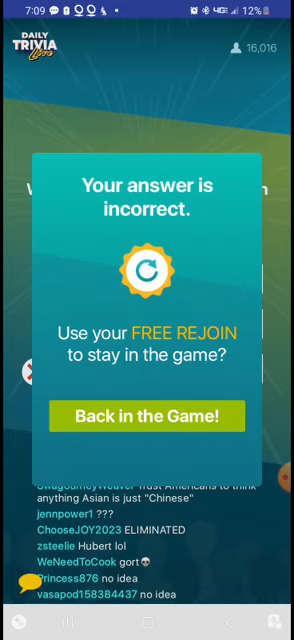 7:09 12%
DAILY
TRIVIA
Live
16,016
W n
Your answer is
incorrect.
Use your FREE REJOIN
to stay in the game?
Back in the Game!
SwagourneyWeaver Trust Americans to think
anything Asian is just "Chinese"
jennpower1 ???
ChooseJOY2023 ELIMINATED
zsteelie Hubert lol
WeNeedToCook gort💀
Princess876 no idea
vasapod158384437 no idea